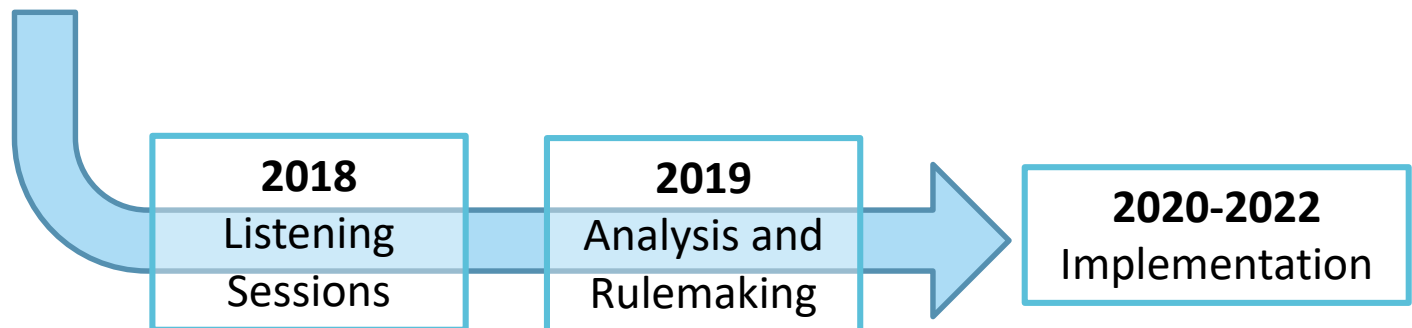 2018
Listening
Sessions
2019
Analysis and
Rulemaking
2020-2022
Implementation